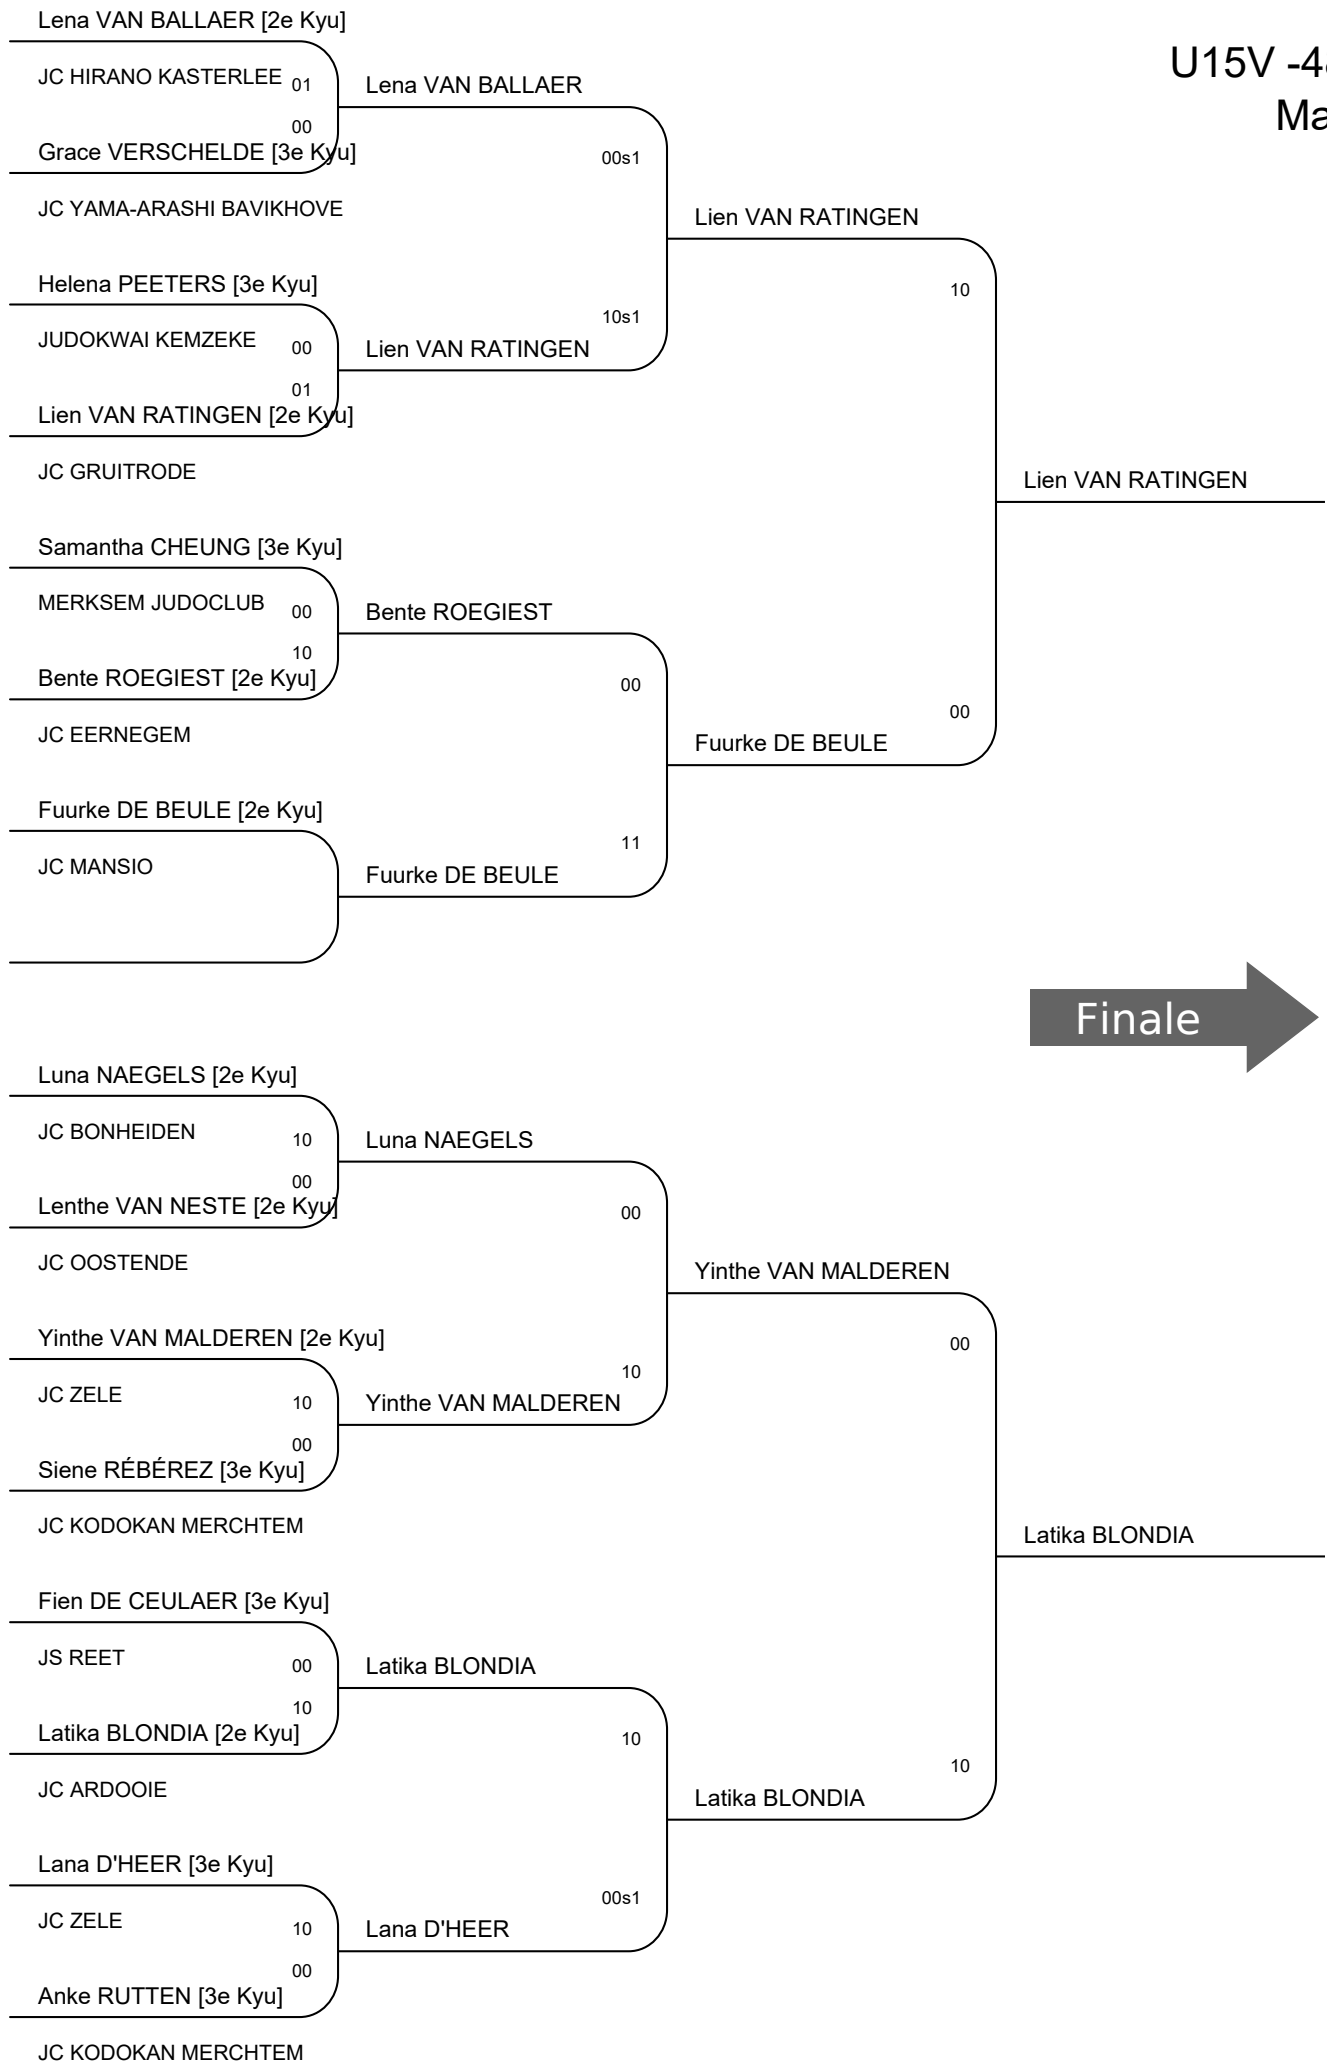 Lena VAN BALLAER [2e Kyu]
JC HIRANO KASTERLEE 01
00
Grace VERSCHELDE [3e Kyu]
JC YAMA-ARASHI BAVIKHOVE
Helena PEETERS [3e Kyu]
JUDOKWAI KEMZEKE 00
01
Lien VAN RATINGEN [2e Kyu]
JC GRUITRODE
Samantha CHEUNG [3e Kyu]
MERKSEM JUDOCLUB 00
10
Bente ROEGIEST [2e Kyu]
JC EERNEGEM
Fuurke DE BEULE [2e Kyu]
JC MANSIO
Luna NAEGELS [2e Kyu]
JC BONHEIDEN 10
00
Lenthe VAN NESTE [2e Kyu]
JC OOSTENDE
Yinthe VAN MALDEREN [2e Kyu]
JC ZELE 10
00
Siene RÉBÉREZ [3e Kyu]
JC KODOKAN MERCHTEM
Fien DE CEULAER [3e Kyu]
JS REET 00
10
Latika BLONDIA [2e Kyu]
JC ARDOOIE
Lana D'HEER [3e Kyu]
JC ZELE 10
00
Anke RUTTEN [3e Kyu]
JC KODOKAN MERCHTEM
Lena VAN BALLAER
00s1
10s1
Lien VAN RATINGEN
Bente ROEGIEST
00
11
Fuurke DE BEULE
Luna NAEGELS
00
10
Yinthe VAN MALDEREN
Latika BLONDIA
10
00s1
Lana D'HEER
Lien VAN RATINGEN
10
00
Fuurke DE BEULE
Yinthe VAN MALDEREN
00
10
Latika BLONDIA
U15V
Lien VAN RATINGEN
Finale
Latika BLONDIA